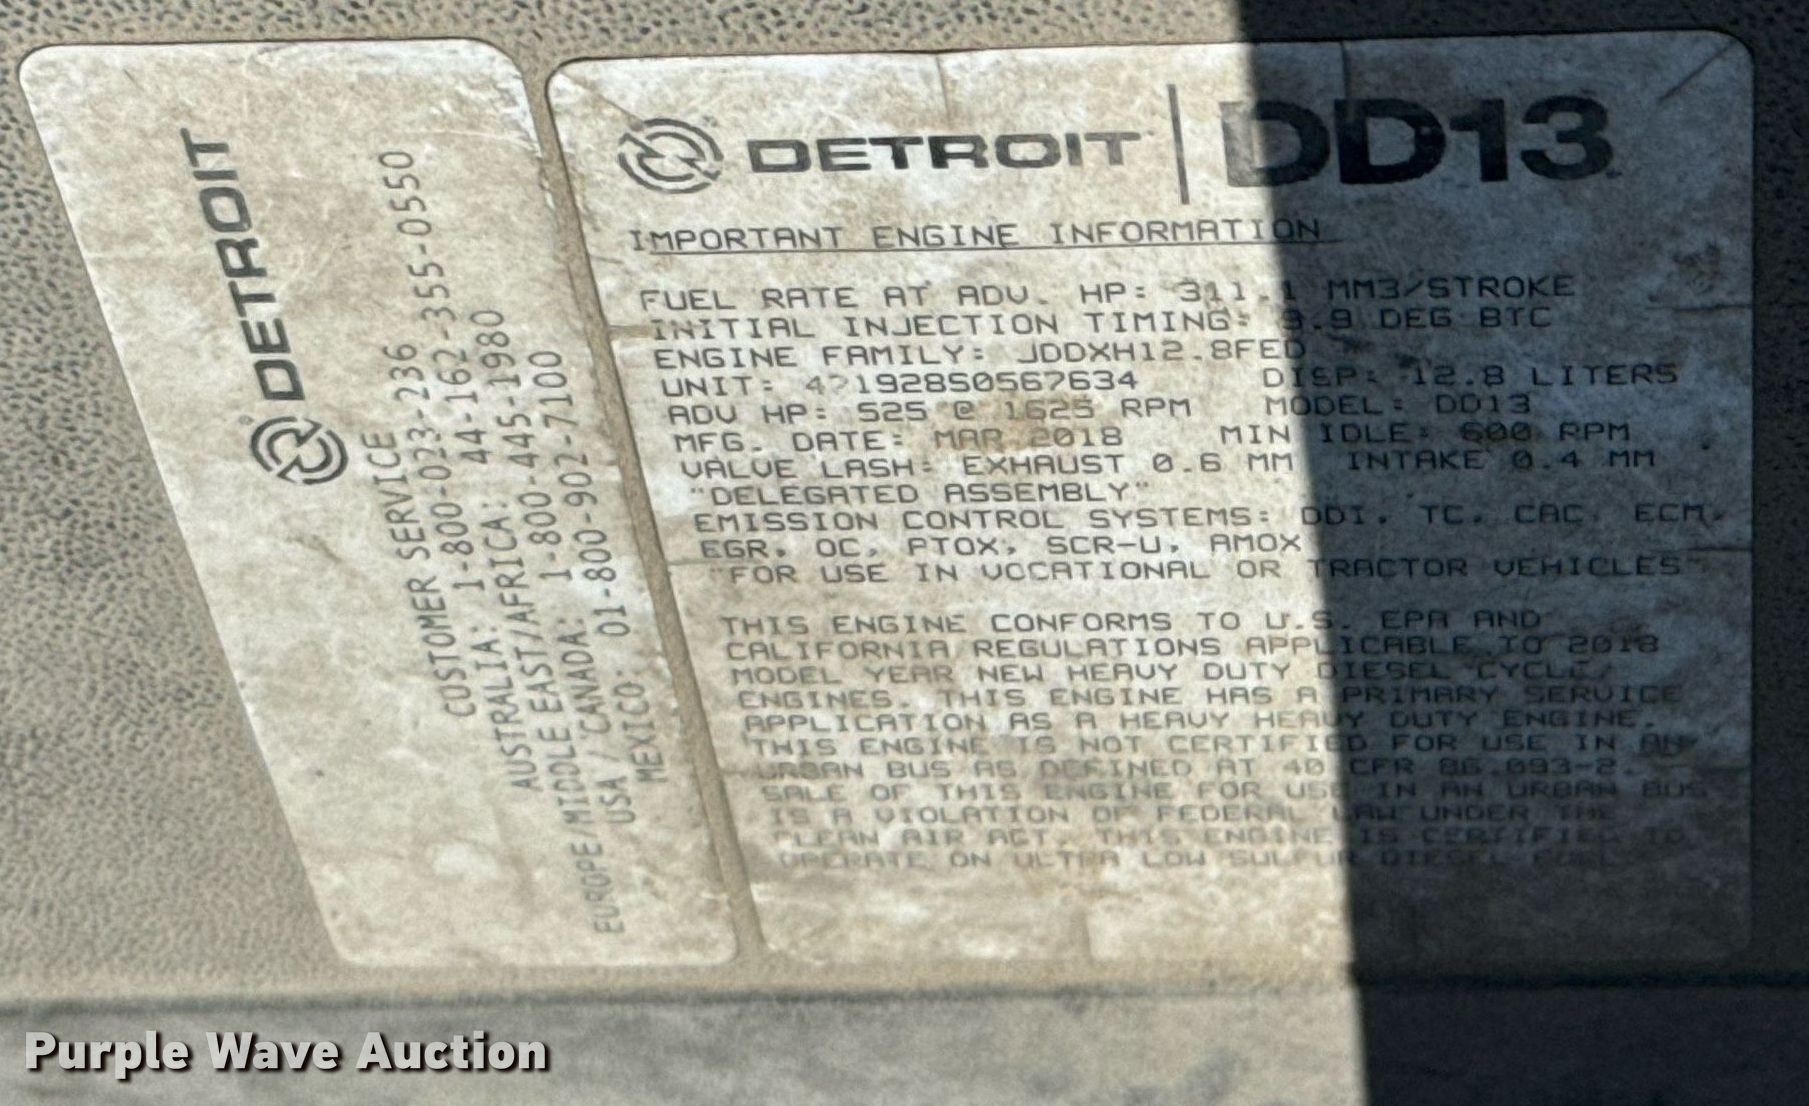 DETROIT
CUSTOMER SERVICE
1-800-023-236
AUSTRALIA: 44-162-355-0550
AFRICA: 1-800-445-1980
EUROPE/MIDDLE EAST/AFRICA:
USA / CANADA: 1-800-445-1980
MEXICO: 01-800-902-7100
DETROIT | DD13
IMPORTANT ENGINE INFORMATION
FUEL RATE AT ADV. HP: 311.1 MM3/STROKE
INITIAL INJECTION TIMING: 9.9 DEG BTC
ENGINE FAMILY: JDDXH12.8FED
UNIT: 471928S0567634 DISP: 12.8 LITERS
ADV HP: 525 @ 1625 RPM MODEL: DD13
MFG. DATE: MAR 2018 MIN IDLE: 600 RPM
VALVE LASH: EXHAUST 0.6 MM INTAKE 0.4 MM
"DELEGATED ASSEMBLY"
EMISSION CONTROL SYSTEMS: DDI, TC, CAC, ECM,
EGR, OC, PTOX, SCR-U, AMOX
"FOR USE IN VOCATIONAL OR TRACTOR VEHICLES"
THIS ENGINE CONFORMS TO U.S. EPA AND
CALIFORNIA REGULATIONS APPLICABLE TO 2018
MODEL YEAR NEW HEAVY DUTY DIESEL CYCLE
ENGINES. THIS ENGINE HAS A PRIMARY SERVICE
APPLICATION AS A HEAVY HEAVY DUTY ENGINE.
THIS ENGINE IS NOT CERTIFIED FOR USE IN AN
URBAN BUS AS DEFINED AT 40 CFR 86.093-2.
SALE OF THIS ENGINE FOR USE IN AN URBAN BUS
IS A VIOLATION OF FEDERAL LAW UNDER THE
CLEAN AIR ACT. THIS ENGINE IS CERTIFIED TO
OPERATE ON ULTRA LOW SULFUR DIESEL FUEL
Purple Wave Auction